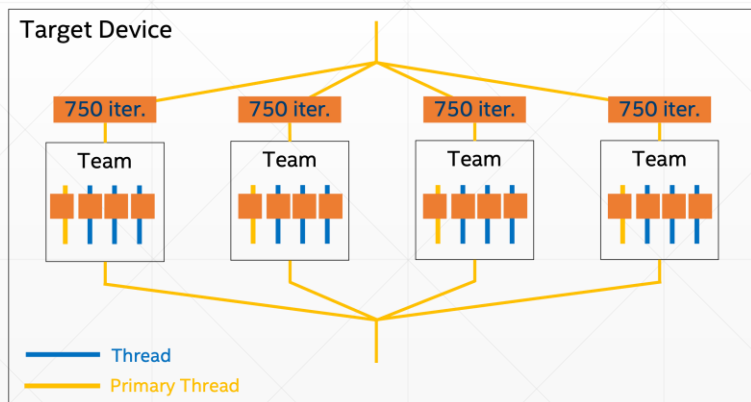 Target Device
750 iter.
750 iter.
750 iter.
750 iter.
Team
Team
Team
Team
Thread
Primary Thread